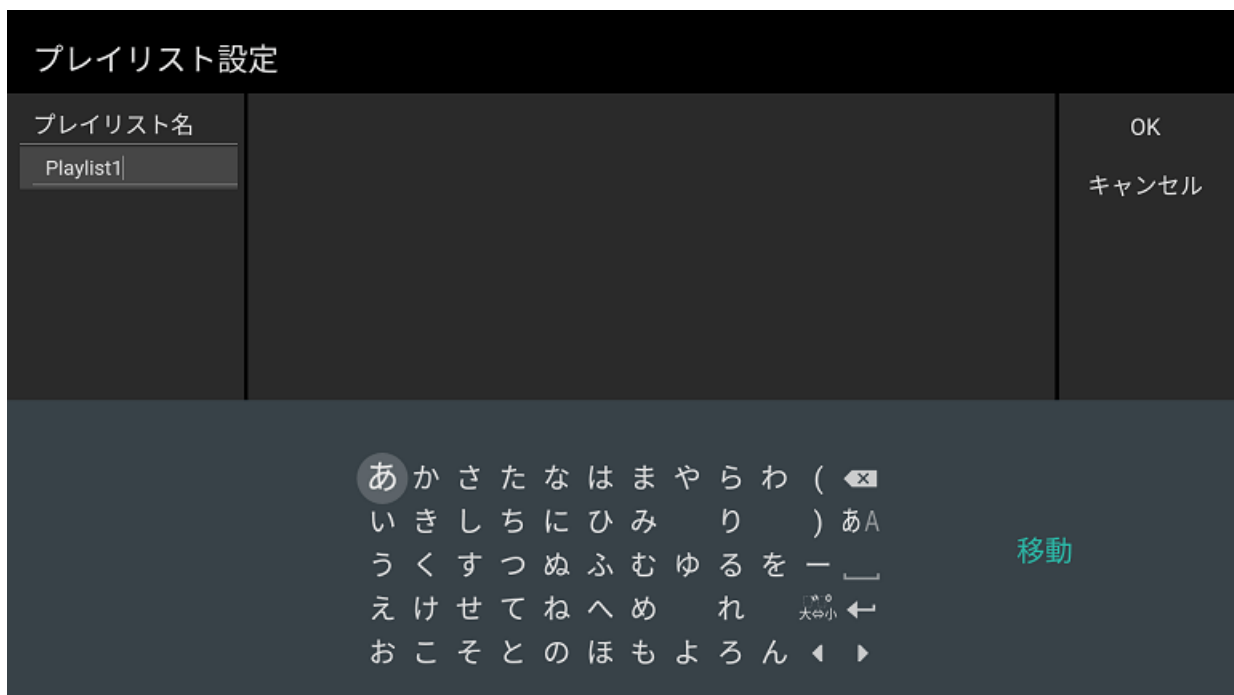 プレイリスト設定
プレイリスト名
Playlist1
OK
キャンセル
あ か さ た な は ま や ら わ (
い き し ち に ひ み り ) あA
う く す つ ぬ ふ む ゆ る を ー
え け せ て ね へ め れ 大⇔小
お こ そ と の ほ も よ ろ ん
移動